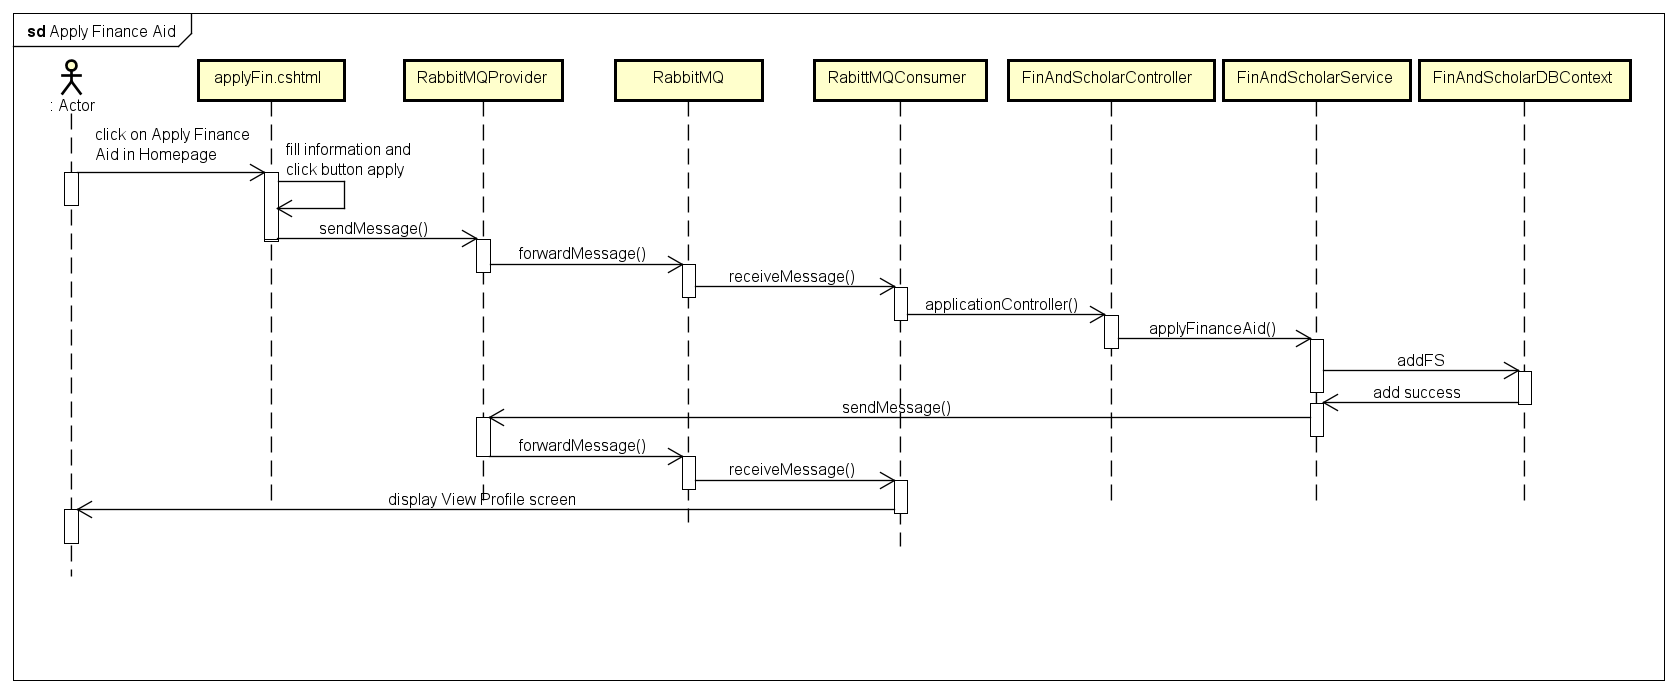 sd Apply Finance Aid
: Actor
applyFin.cshtml
RabbitMQProvider
RabbitMQ
RabittMQConsumer
FinAndScholarController
FinAndScholarService
FinAndScholarDBContext
click on Apply Finance
Aid in Homepage
fill information and
click button apply
sendMessage()
forwardMessage()
receiveMessage()
applicationController()
applyFinanceAid()
addFS
add success
sendMessage()
forwardMessage()
receiveMessage()
display View Profile screen